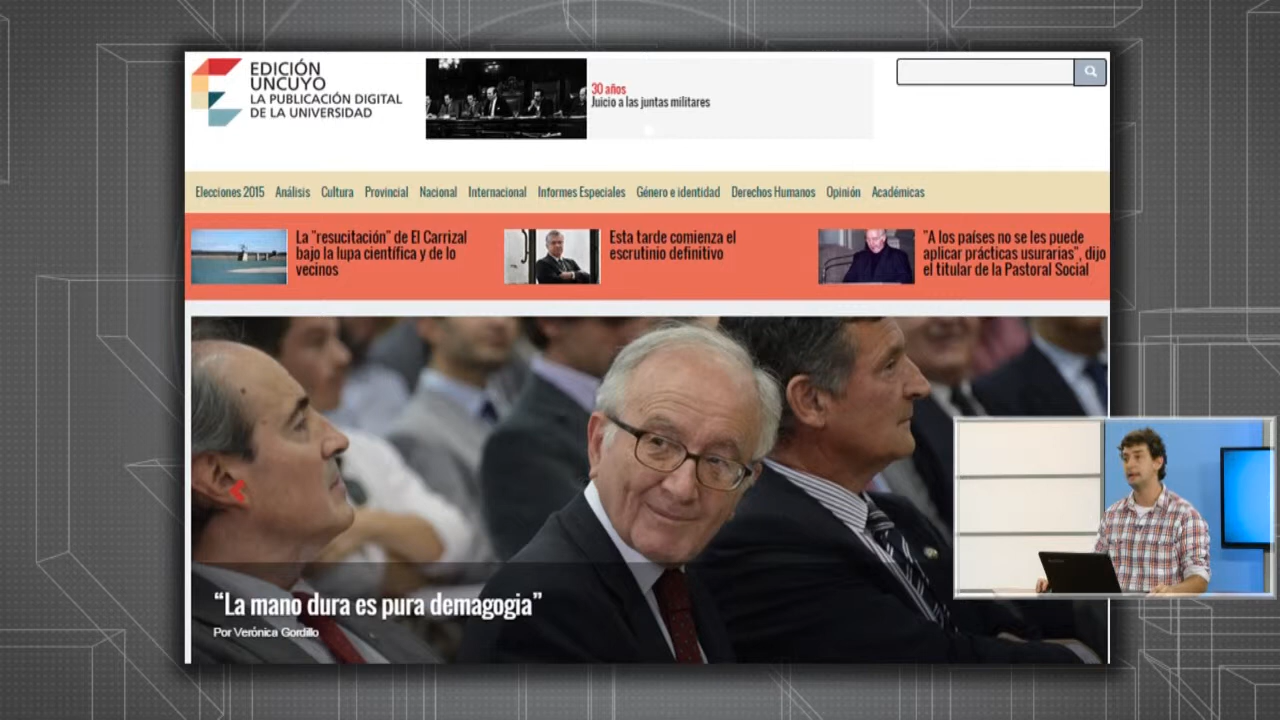 EDICIÓN
UNCUYO
LA PUBLICACIÓN DIGITAL
DE LA UNIVERSIDAD
30 años
Juicio a las juntas militares
Elecciones 2015 Análisis Cultura Provincial Nacional Internacional Informes Especiales Género e identidad Derechos Humanos Opinión Académicas
La "resucitación" de El Carrizal
bajo la lupa científica y de lo
vecinos
Esta tarde comienza el
escrutinio definitivo
"A los países no se les puede
aplicar prácticas usurarias", dijo
el titular de la Pastoral Social
“La mano dura es pura demagogia”
Por Verónica Gordillo